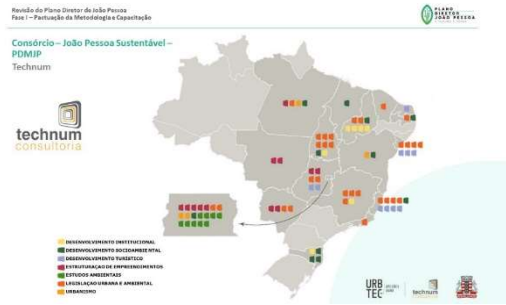 Revisão do Plano Diretor de João Pessoa
Fase I – Pactuação da Metodologia e Capacitação
PLANO
DIRETOR
JOÃO PESSOA
Consórcio – João Pessoa Sustentável –
PDMJP
Technum
technum
consultoria
DESENVOLVIMENTO INSTITUCIONAL
DESENVOLVIMENTO SOCIOAMBIENTAL
DESENVOLVIMENTO TURÍSTICO
ESTRUTURAÇÃO DE EMPREENDIMENTOS
ESTUDOS AMBIENTAIS
LEGISLAÇÃO URBANA E AMBIENTAL
URBANISMO
URB
TEC
technum